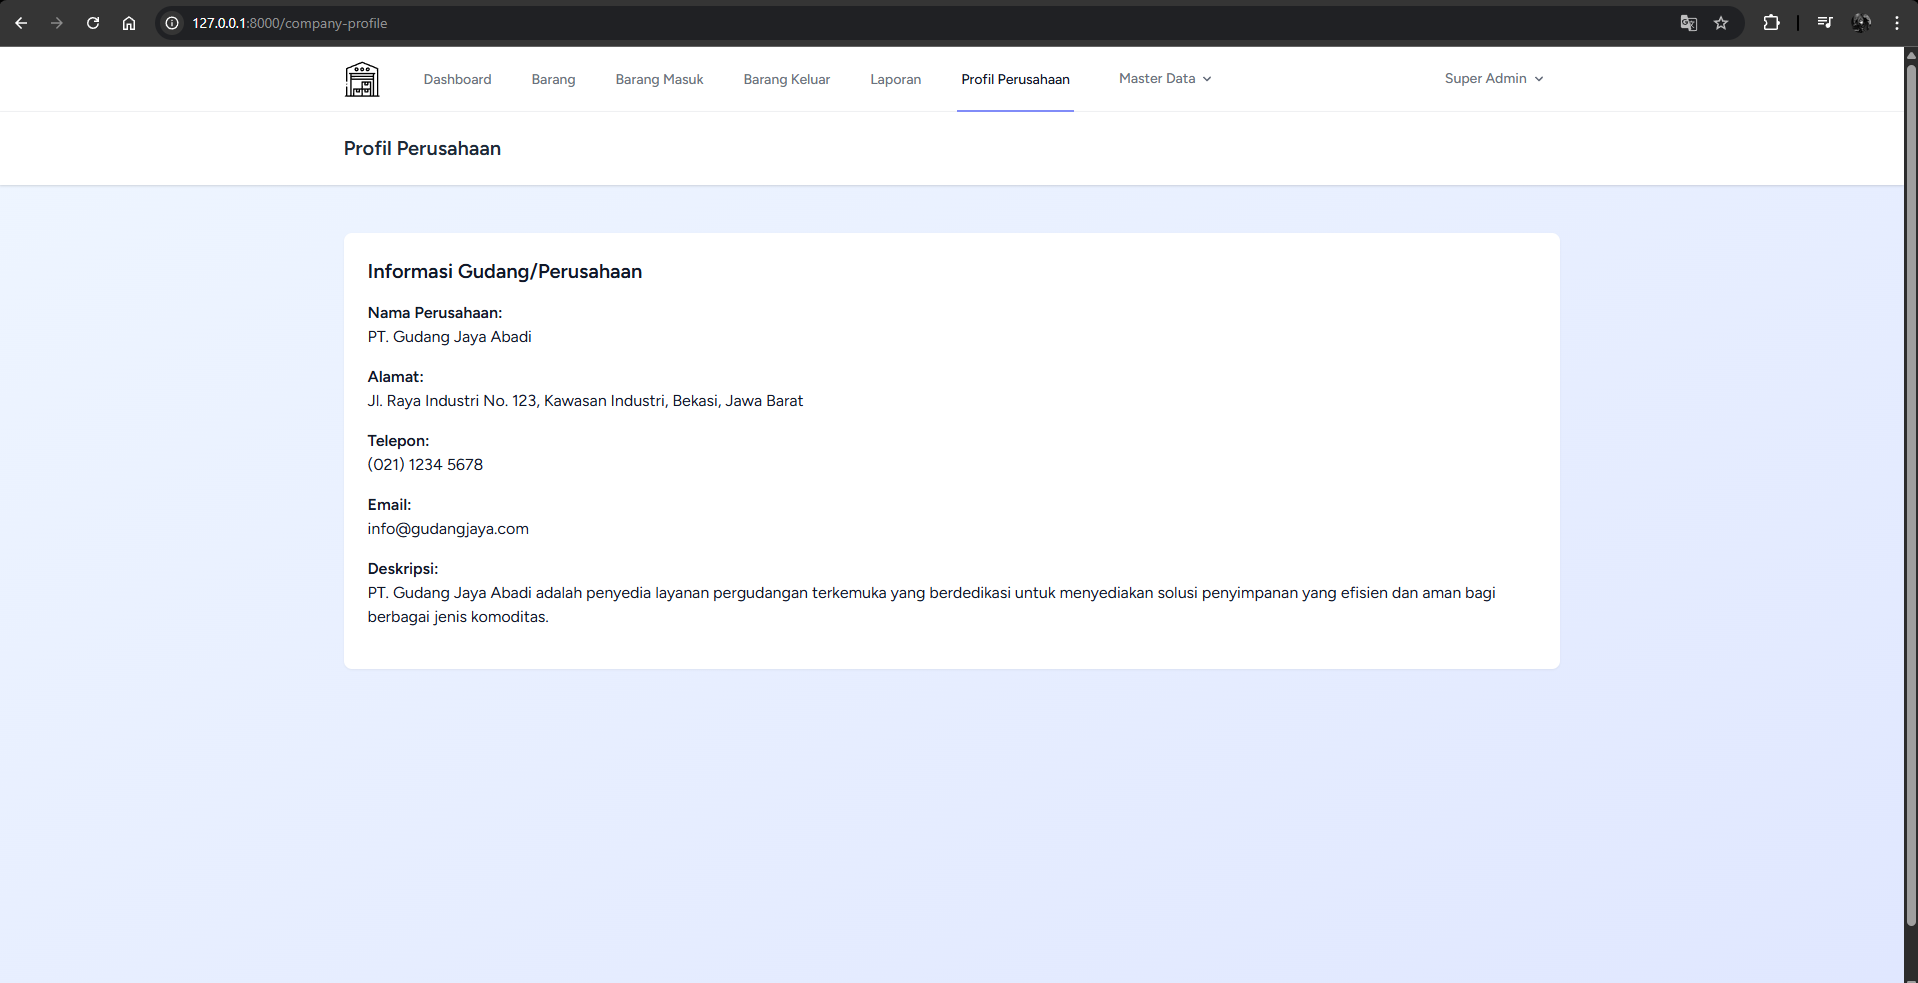 127.0.0.1:8000/company-profile
Dashboard Barang Barang Masuk Barang Keluar Laporan Profil Perusahaan Master Data Super Admin
Profil Perusahaan
Informasi Gudang/Perusahaan
Nama Perusahaan:
PT. Gudang Jaya Abadi
Alamat:
Jl. Raya Industri No. 123, Kawasan Industri, Bekasi, Jawa Barat
Telepon:
(021) 1234 5678
Email:
info@gudangjaya.com
Deskripsi:
PT. Gudang Jaya Abadi adalah penyedia layanan pergudangan terkemuka yang berdedikasi untuk menyediakan solusi penyimpanan yang efisien dan aman bagi
berbagai jenis komoditas.